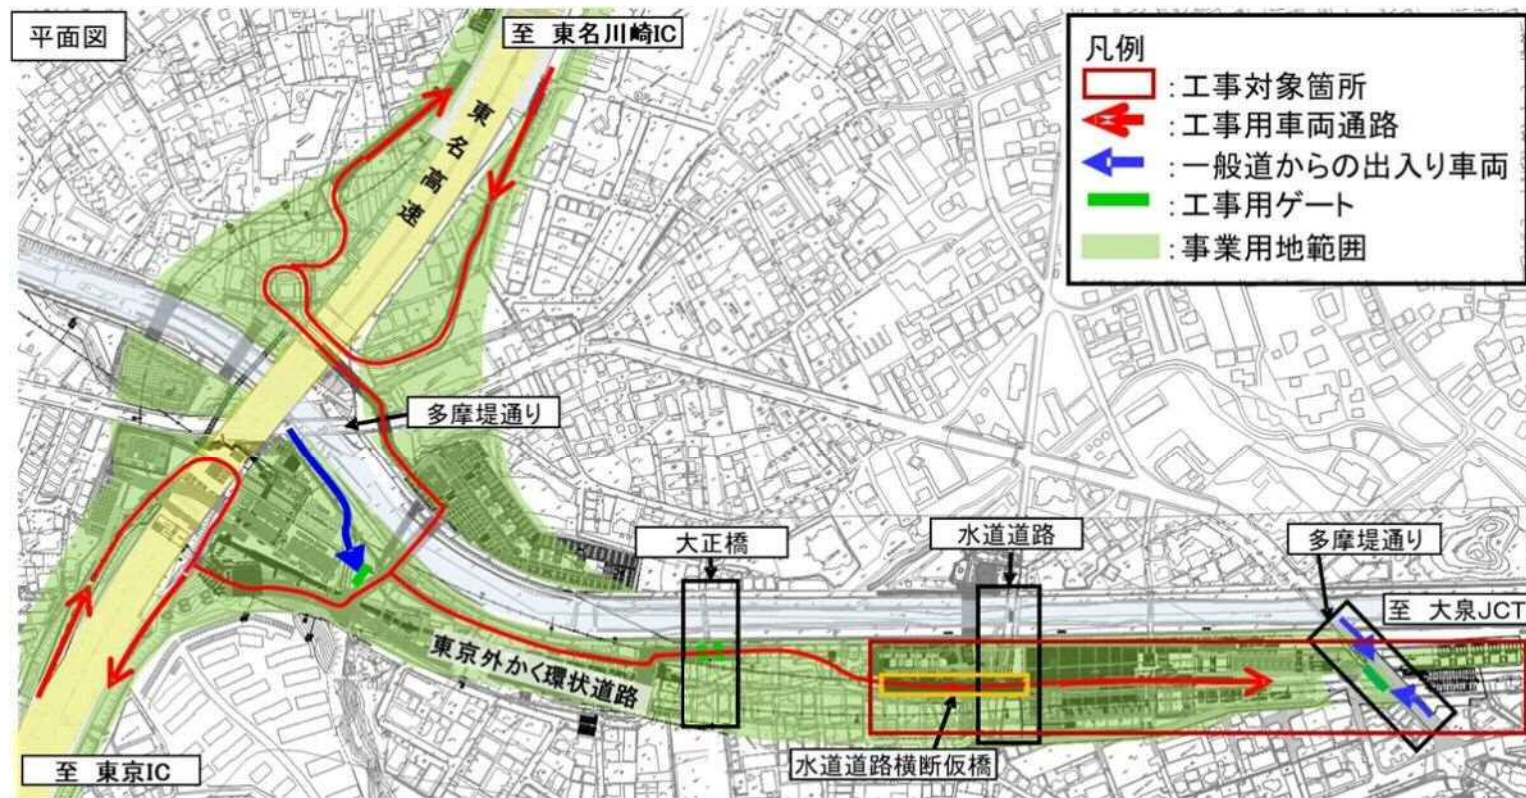 平面図
至 東名川崎IC
凡例
:工事対象箇所
:工事用車両通路
:一般道からの出入り車両
:工事用ゲート
:事業用地範囲
東名高速
多摩堤通り
大正橋
水道道路
多摩堤通り
至 大泉JCT
東京外かく環状道路
水道道路横断仮橋
至 東京IC